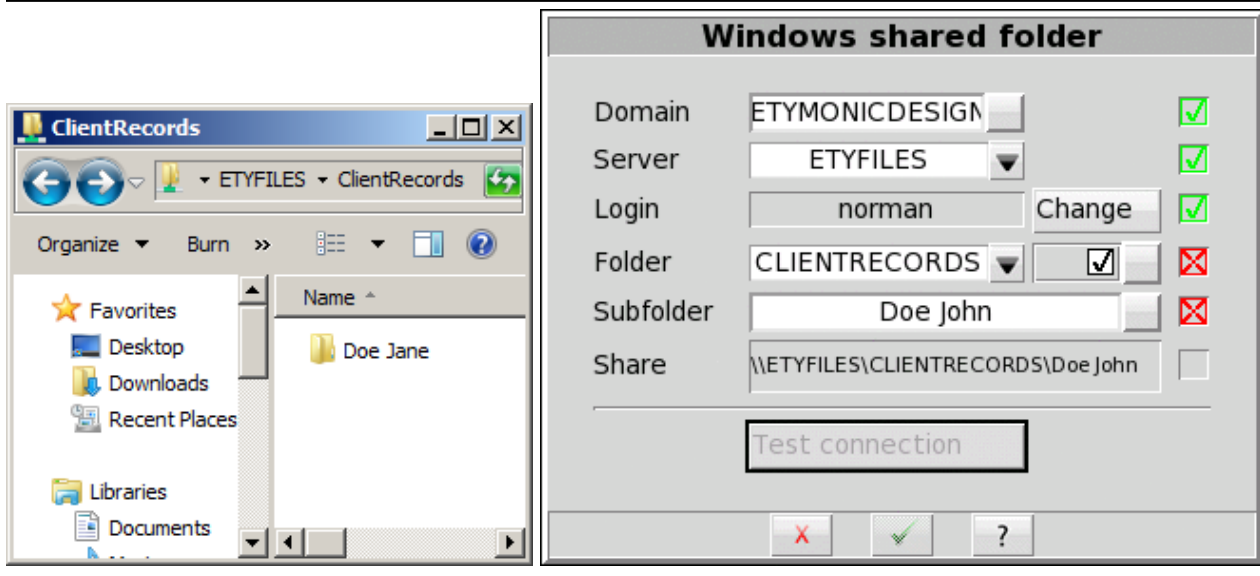 ClientRecords
ETYFILES ClientRecords
Organize Burn »
Favorites
Desktop
Downloads
Recent Places
Libraries
Documents
Name
Doe Jane
Windows shared folder
Domain ETYMONICDESIGN
Server ETYFILES
Login norman Change
Folder CLIENTRECORDS
Subfolder Doe John
Share \\ETYFILES\CLIENTRECORDS\Doe John
Test connection
X ?